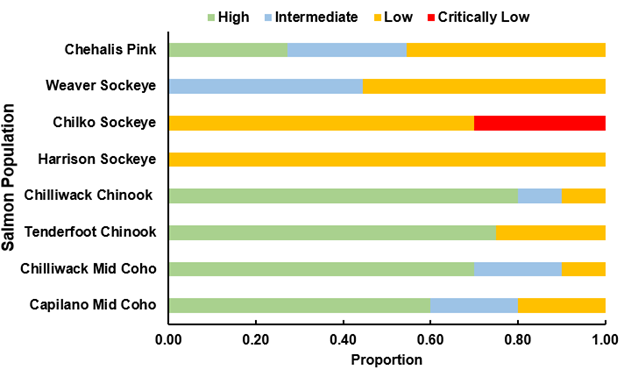 High Intermediate Low Critically Low
Salmon Population
Chehalis Pink
Weaver Sockeye
Chilko Sockeye
Harrison Sockeye
Chilliwack Chinook
Tenderfoot Chinook
Chilliwack Mid Coho
Capilano Mid Coho
0.00 0.20 0.40 0.60 0.80 1.00
Proportion